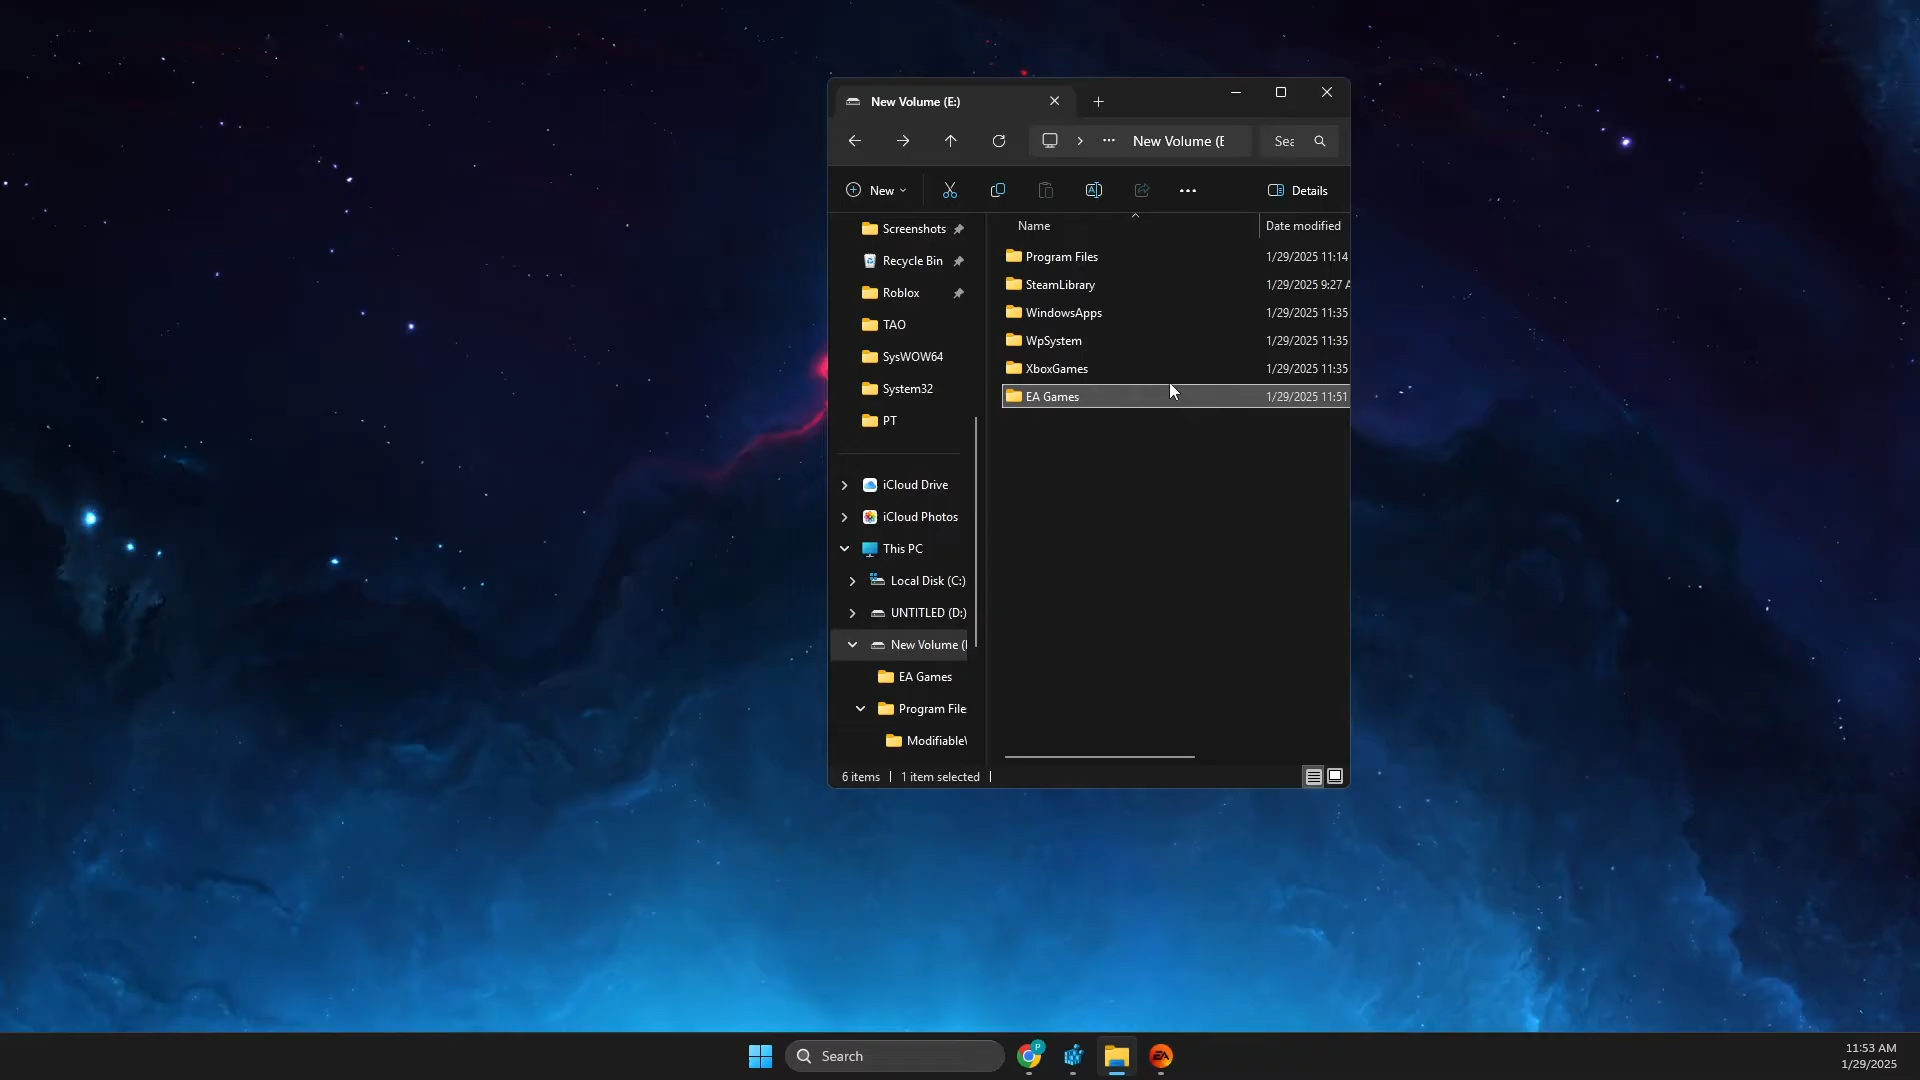 New Volume (E:)
New Volume (E
Sea
New
Details
Name
Date modified
Screenshots
Recycle Bin
Roblox
TAO
SysWOW64
System32
PT
iCloud Drive
iCloud Photos
This PC
Local Disk (C:)
UNTITLED (D:)
New Volume (
EA Games
Program File
Modifiable
Program Files 1/29/2025 11:14
SteamLibrary 1/29/2025 9:27 A
WindowsApps 1/29/2025 11:35
WpSystem 1/29/2025 11:35
XboxGames 1/29/2025 11:35
EA Games 1/29/2025 11:51
6 items
1 item selected
P
Search
EA
11:53 AM
1/29/2025